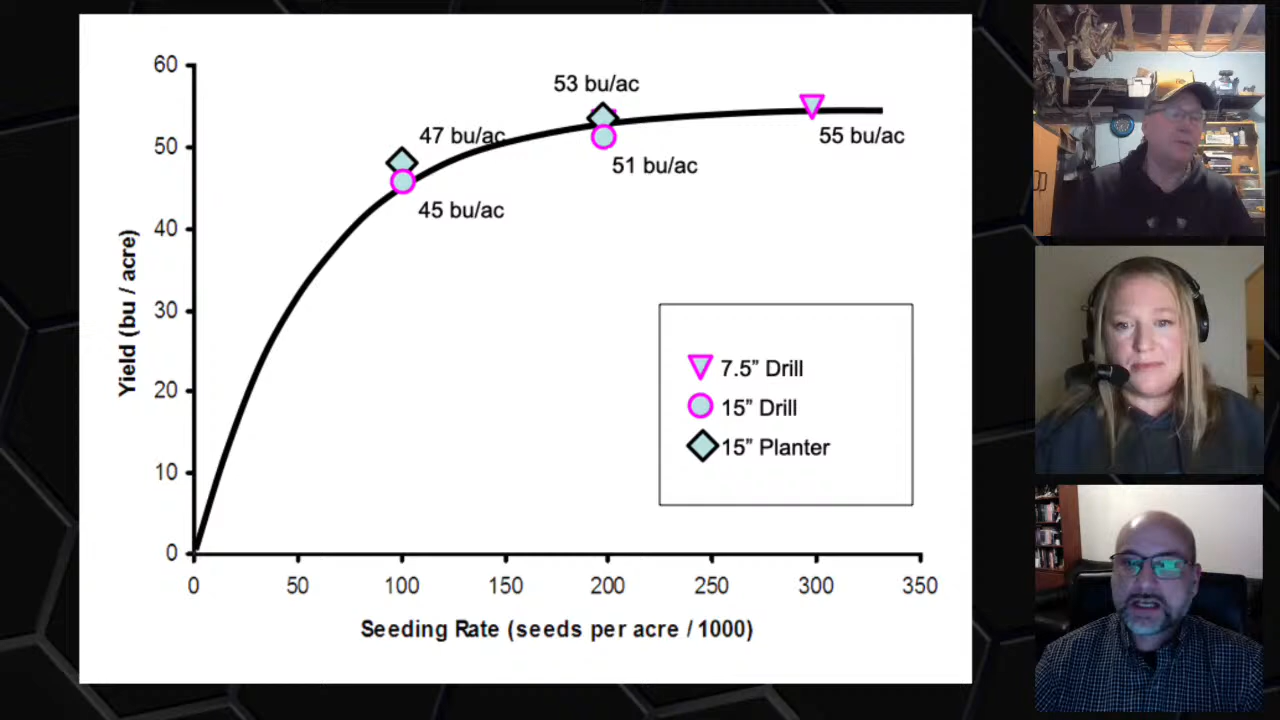 60
53 bu/ac
47 bu/ac
50
55 bu/ac
51 bu/ac
45 bu/ac
40
Yield (bu / acre)
30
7.5” Drill
20
15” Drill
15” Planter
10
0
0 50 100 150 200 250 300 350
Seeding Rate (seeds per acre / 1000)